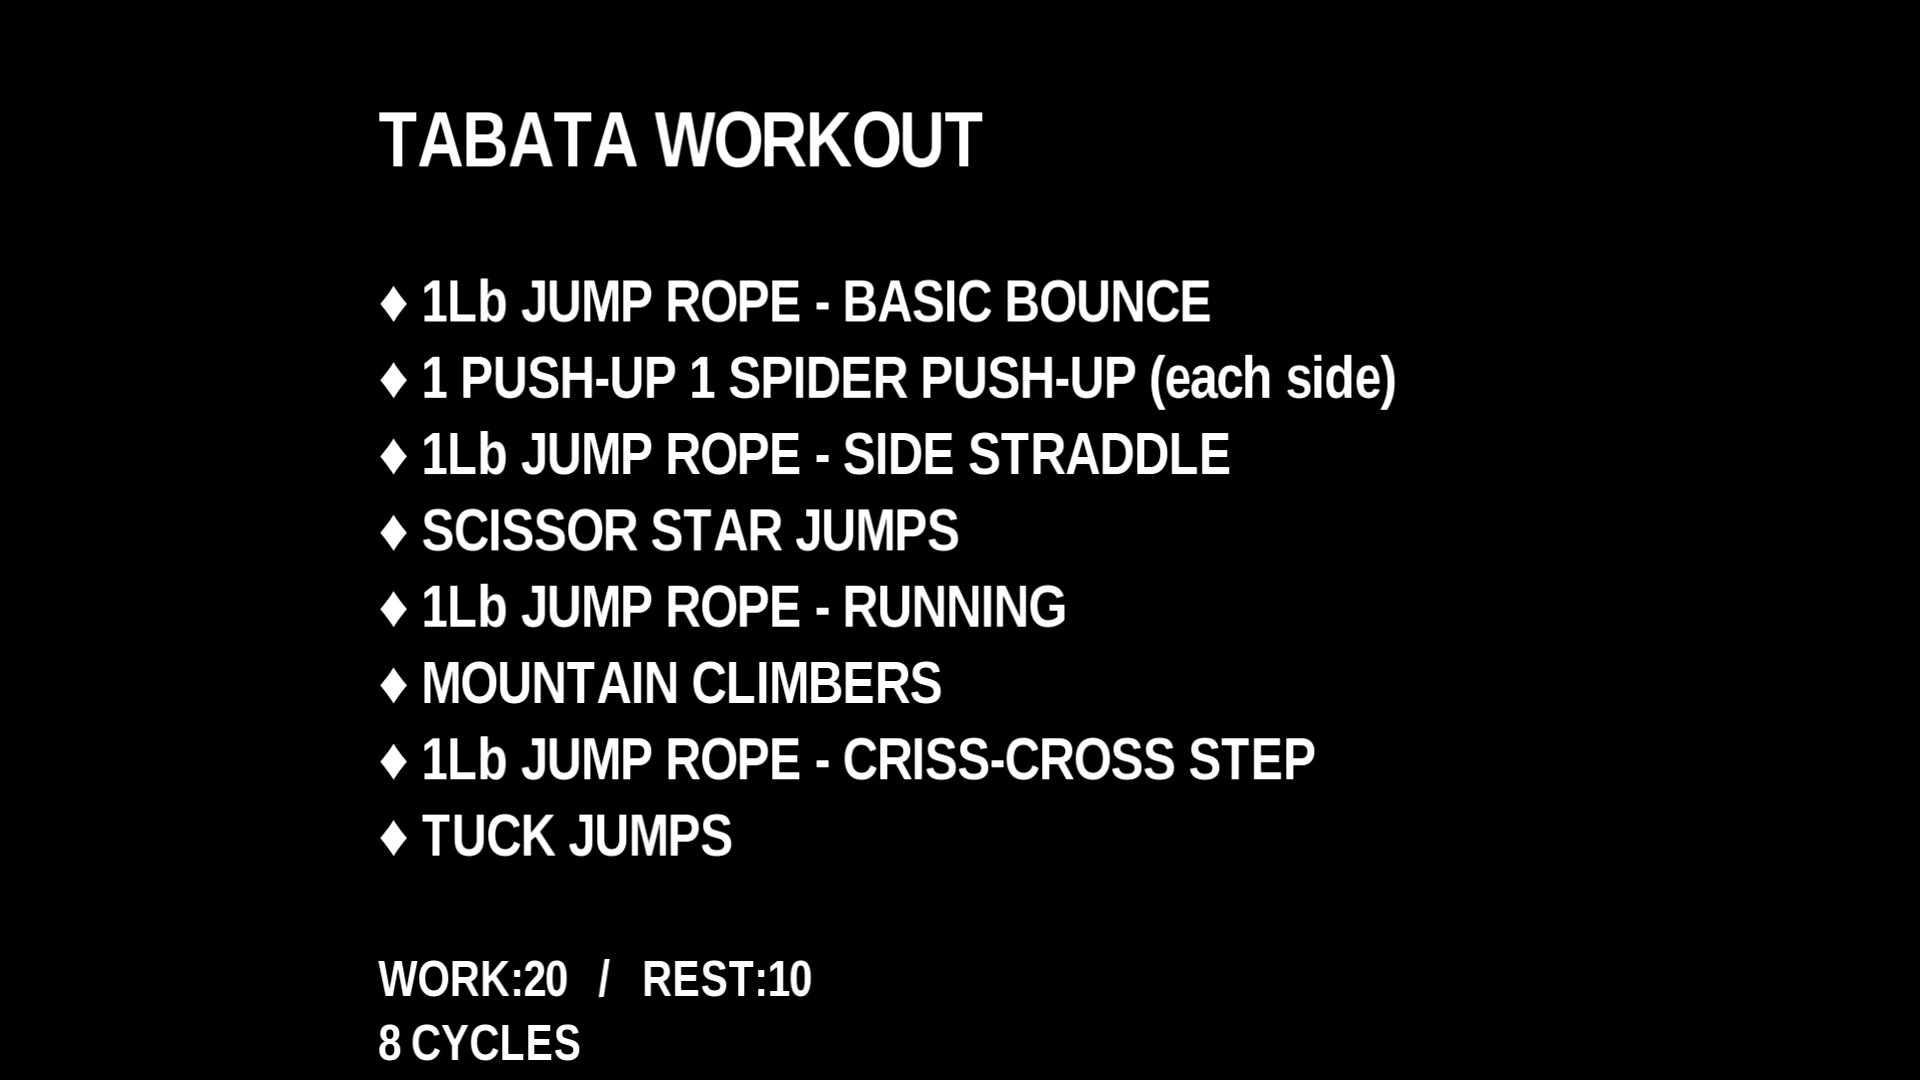 TABATA WORKOUT
♦ 1Lb JUMP ROPE - BASIC BOUNCE
♦ 1 PUSH-UP 1 SPIDER PUSH-UP (each side)
♦ 1Lb JUMP ROPE - SIDE STRADDLE
♦ SCISSOR STAR JUMPS
♦ 1Lb JUMP ROPE - RUNNING
♦ MOUNTAIN CLIMBERS
♦ 1Lb JUMP ROPE - CRISS-CROSS STEP
♦ TUCK JUMPS
WORK:20 / REST:10
8 CYCLES